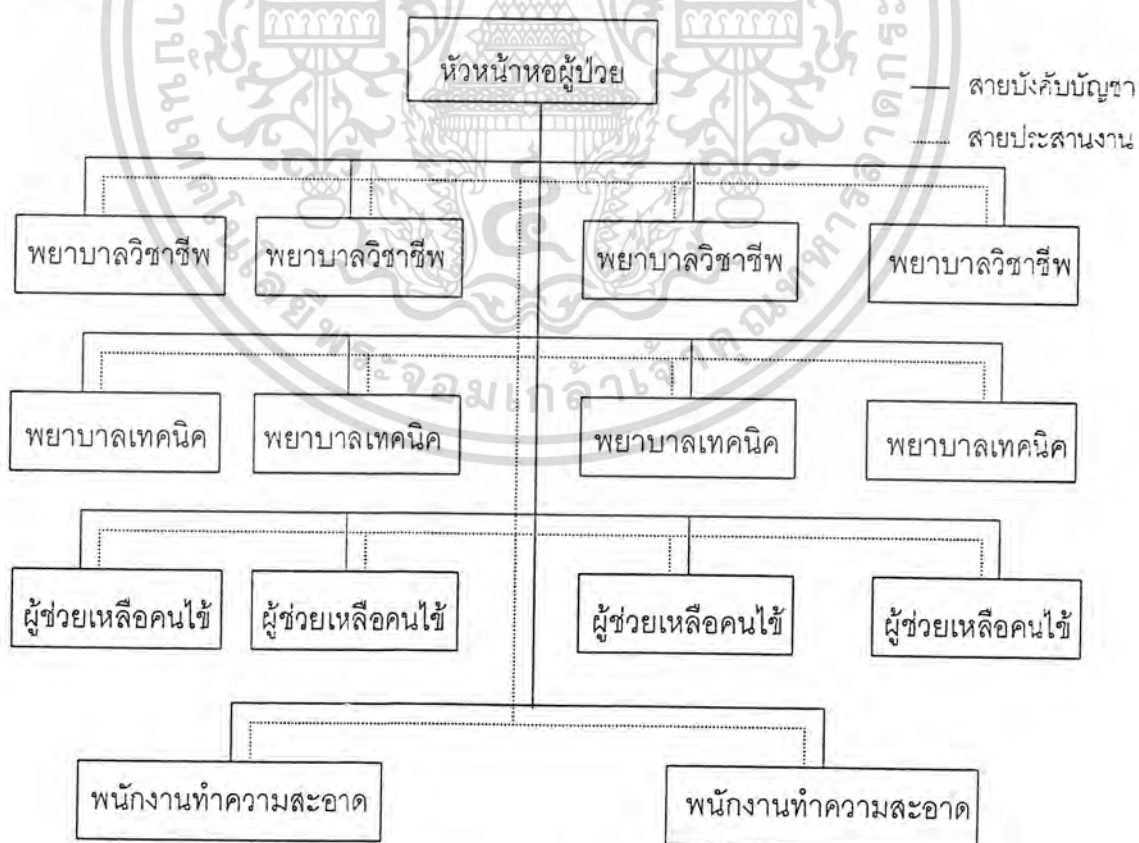 หัวหน้าหอผู้ป่วย
สายบังคับบัญชา
สายประสานงาน
พยาบาลวิชาชีพ พยาบาลวิชาชีพ พยาบาลวิชาชีพ พยาบาลวิชาชีพ
พยาบาลเทคนิค พยาบาลเทคนิค พยาบาลเทคนิค พยาบาลเทคนิค
ผู้ช่วยเหลือคนไข้ ผู้ช่วยเหลือคนไข้ ผู้ช่วยเหลือคนไข้ ผู้ช่วยเหลือคนไข้
พนักงานทำความสะอาด พนักงานทำความสะอาด